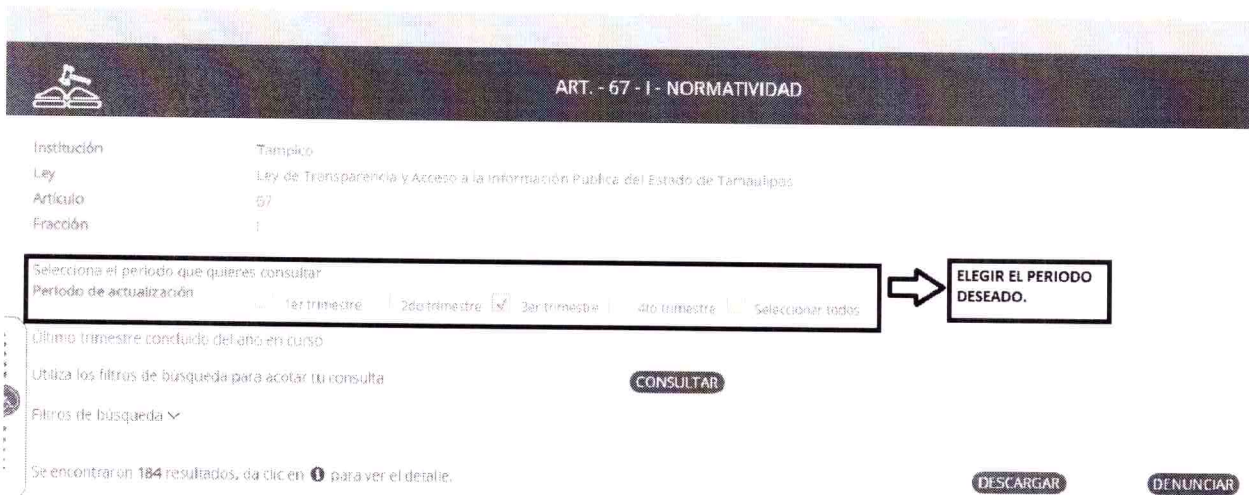 ART. - 67 - I - NORMATIVIDAD
Institución Tampico
Ley Ley de Transparencia y Acceso a la Información Pública del Estado de Tamaulipas
Artículo 67
Fracción I
Selecciona el periodo que quieres consultar
Periodo de actualización 1er trimestre 2do trimestre 3er trimestre 4to trimestre Seleccionar todos
ELEGIR EL PERIODO
DESEADO.
Último trimestre concluido del año en curso
Utiliza los filtros de búsqueda para acotar tu consulta CONSULTAR
Filtros de búsqueda
Se encontraron 184 resultados, da clic en i para ver el detalle.
DESCARGAR DENUNCIAR